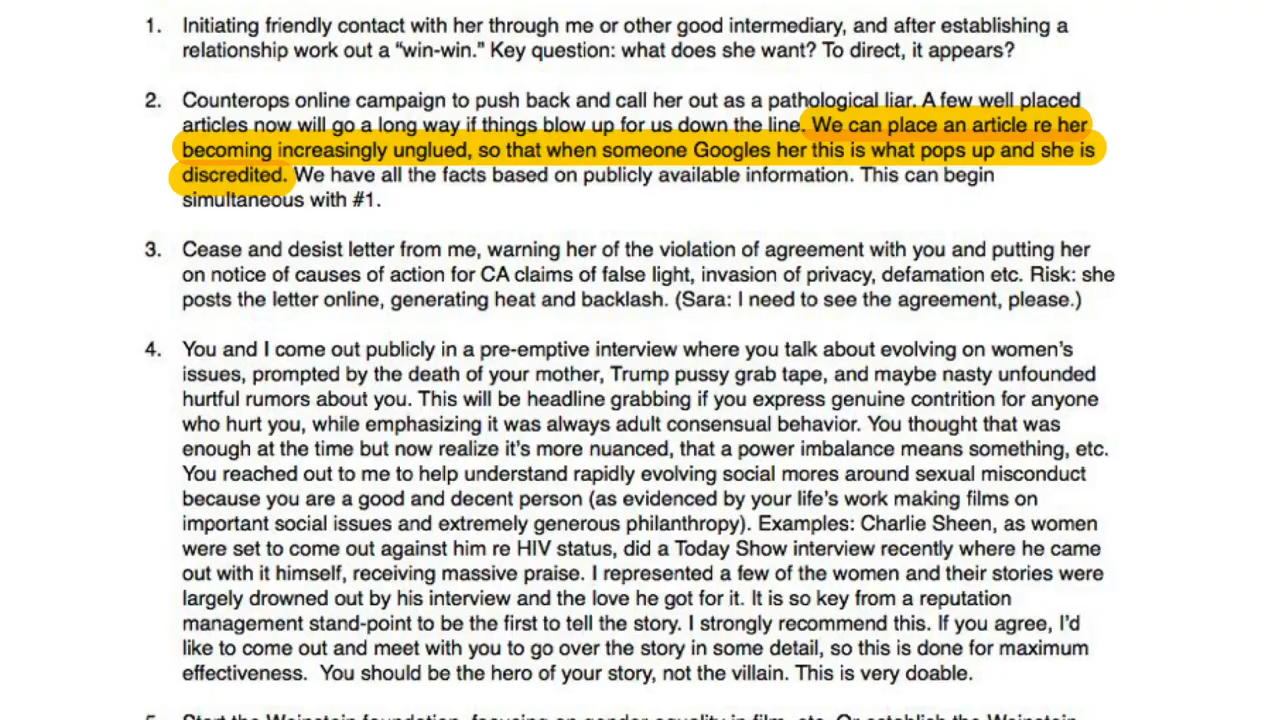 1. Initiating friendly contact with her through me or other good intermediary, and after establishing a
relationship work out a “win-win.” Key question: what does she want? To direct, it appears?
2. Counterops online campaign to push back and call her out as a pathological liar. A few well placed
articles now will go a long way if things blow up for us down the line. We can place an article re her
becoming increasingly unglued, so that when someone Googles her this is what pops up and she is
discredited. We have all the facts based on publicly available information. This can begin
simultaneous with #1.
3. Cease and desist letter from me, warning her of the violation of agreement with you and putting her
on notice of causes of action for CA claims of false light, invasion of privacy, defamation etc. Risk: she
posts the letter online, generating heat and backlash. (Sara: I need to see the agreement, please.)
4. You and I come out publicly in a pre-emptive interview where you talk about evolving on women’s
issues, prompted by the death of your mother, Trump pussy grab tape, and maybe nasty unfounded
hurtful rumors about you. This will be headline grabbing if you express genuine contrition for anyone
who hurt you, while emphasizing it was always adult consensual behavior. You thought that was
enough at the time but now realize it’s more nuanced, that a power imbalance means something, etc.
You reached out to me to help understand rapidly evolving social mores around sexual misconduct
because you are a good and decent person (as evidenced by your life’s work making films on
important social issues and extremely generous philanthropy). Examples: Charlie Sheen, as women
were set to come out against him re HIV status, did a Today Show interview recently where he came
out with it himself, receiving massive praise. I represented a few of the women and their stories were
largely drowned out by his interview and the love he got for it. It is so key from a reputation
management stand-point to be the first to tell the story. I strongly recommend this. If you agree, I’d
like to come out and meet with you to go over the story in some detail, so this is done for maximum
effectiveness. You should be the hero of your story, not the villain. This is very doable.
5. Start the Weinstein foundation, focusing on gender equality in film, etc. Or establish the Weinstein